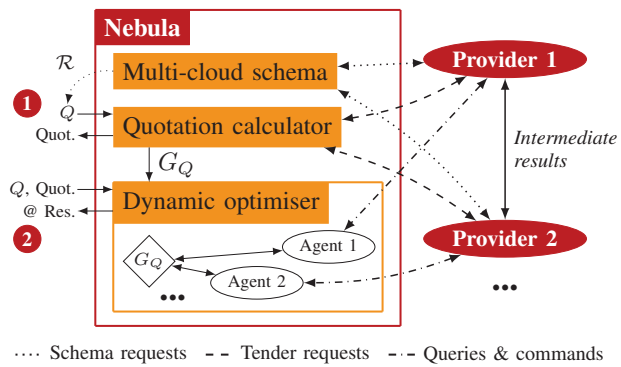 Nebula
ℛ
Multi-cloud schema
Provider 1
1
Q
Quot.
Quotation calculator
G_Q
Intermediate
results
Q, Quot.
@ Res.
Dynamic optimiser
2
Provider 2
G_Q
Agent 1
Agent 2
...
...
Schema requests
Tender requests
Queries & commands